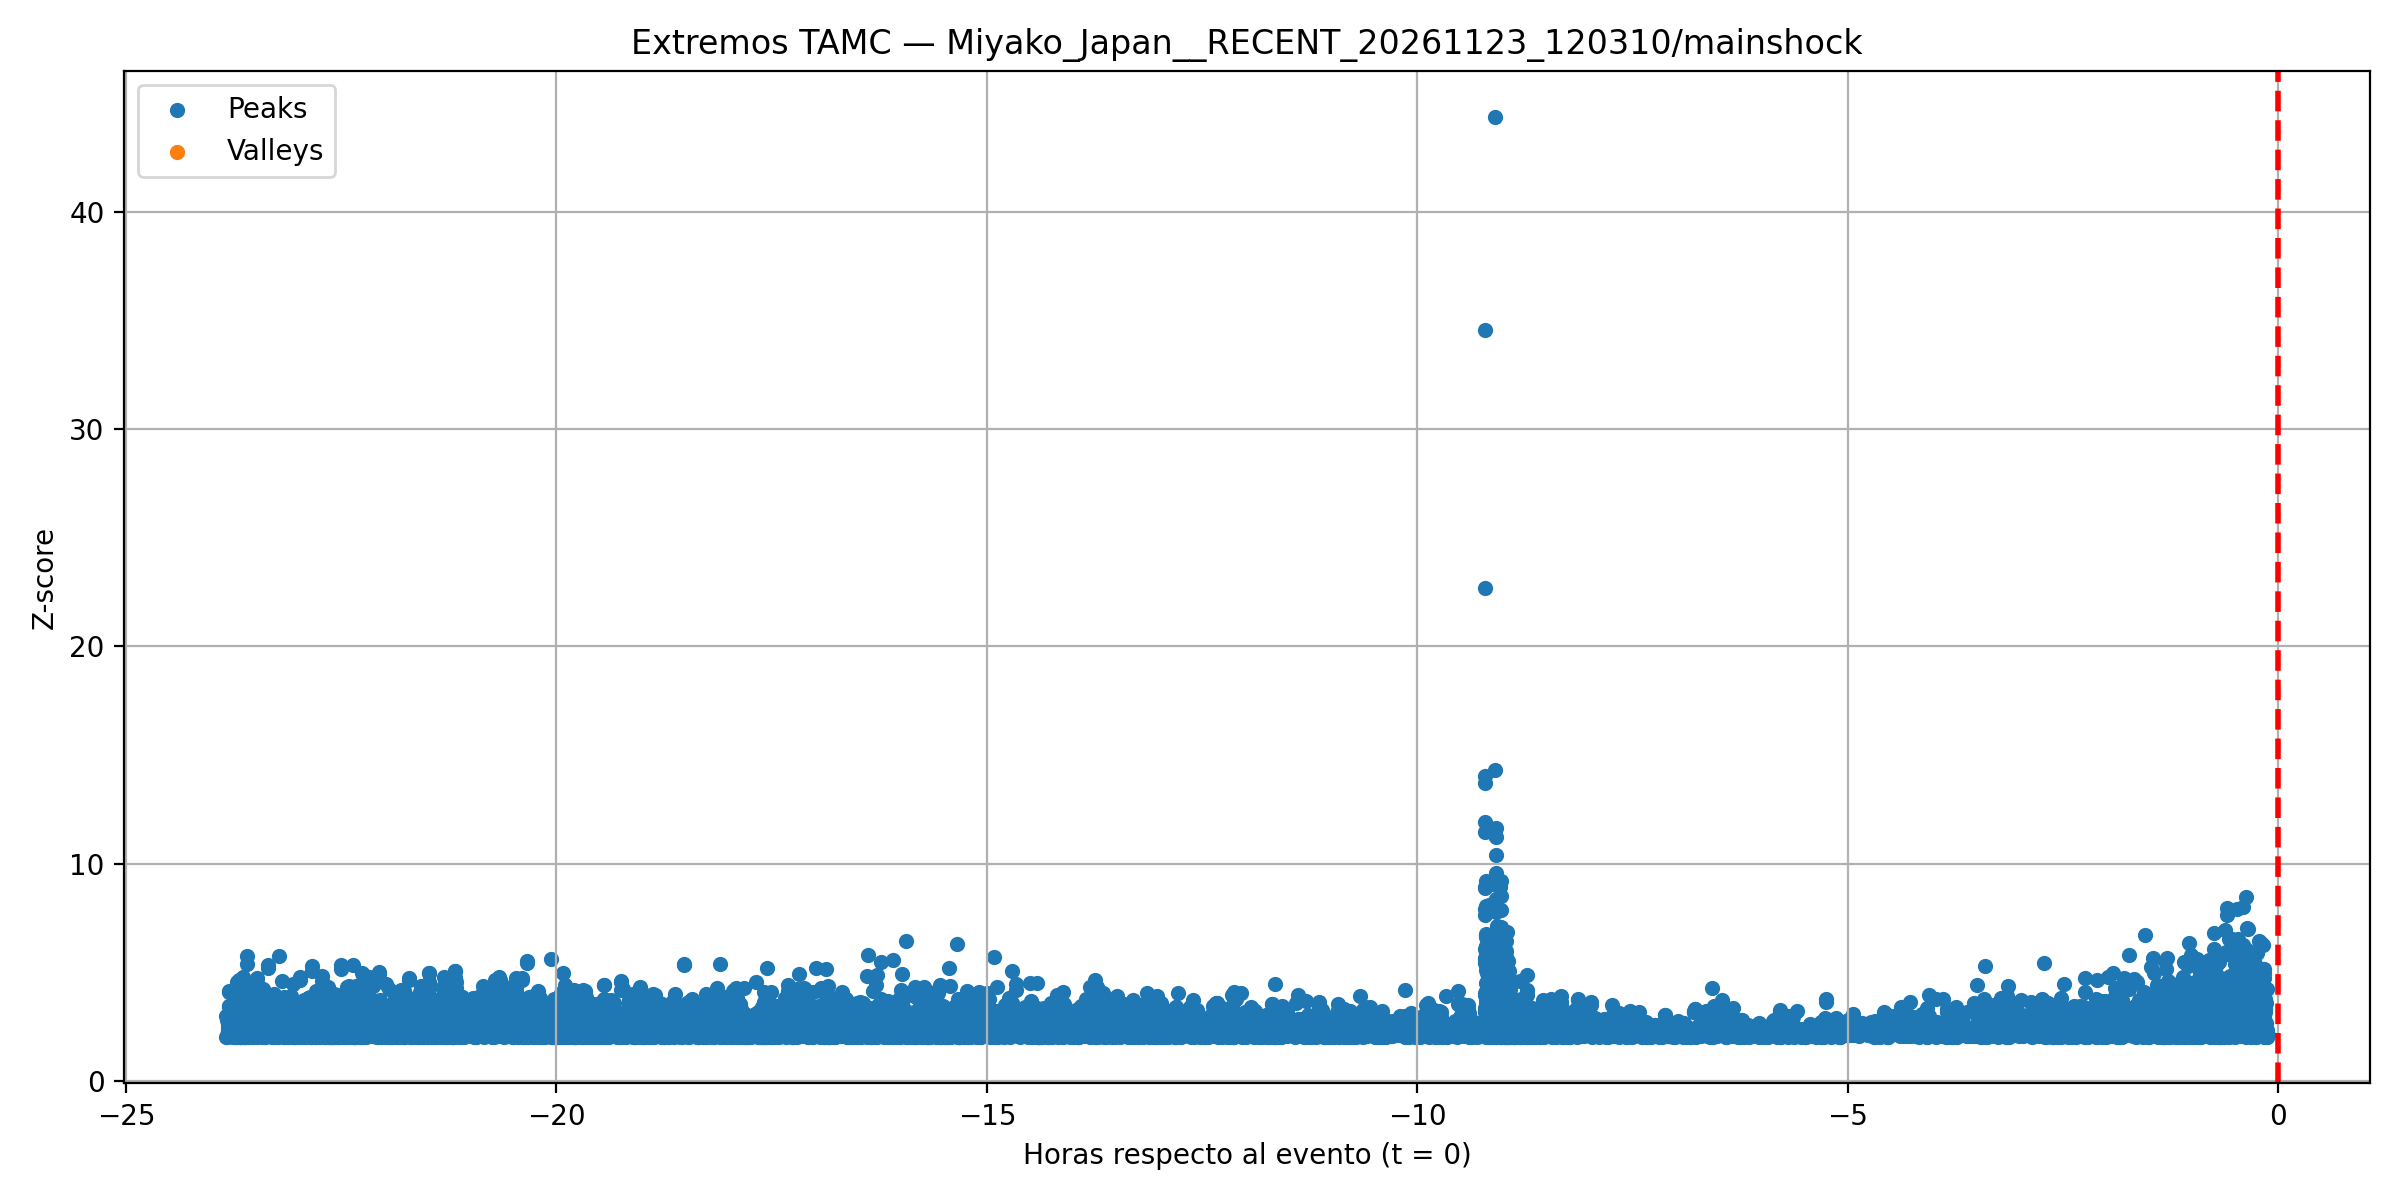 Extremos TAMC — Miyako_Japan__RECENT_20261123_120310/mainshock
Peaks
Valleys
Z-score
40
30
20
10
0
−25
−20
−15
−10
−5
0
Horas respecto al evento (t = 0)